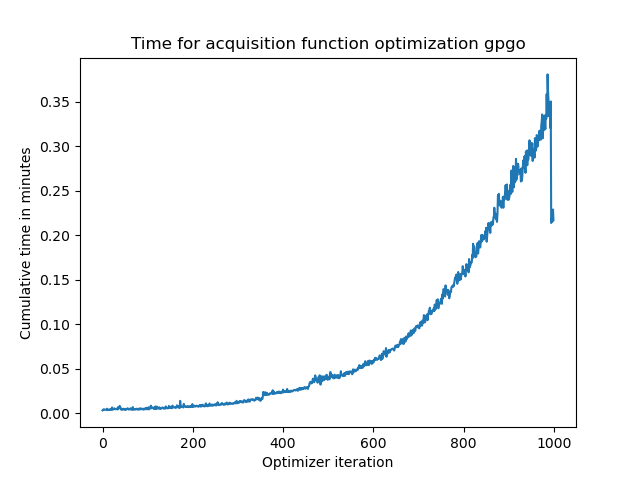 Time for acquisition function optimization gpgo
Cumulative time in minutes
0.35
0.30
0.25
0.20
0.15
0.10
0.05
0.00
0 200 400 600 800 1000
Optimizer iteration